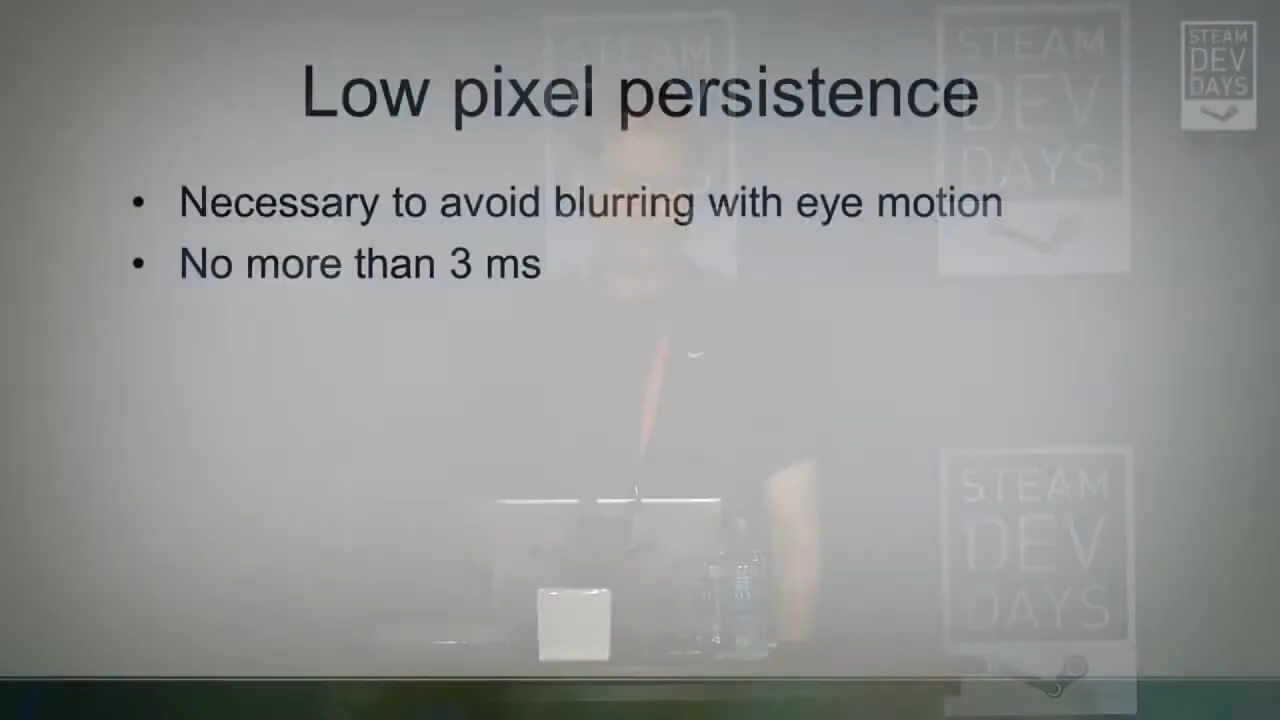 Low pixel persistence
• Necessary to avoid blurring with eye motion
• No more than 3 ms
STEAM
DEV
DAYS
STEAM
DEV
DAYS
STEAM
DEV
DAYS
STEAM